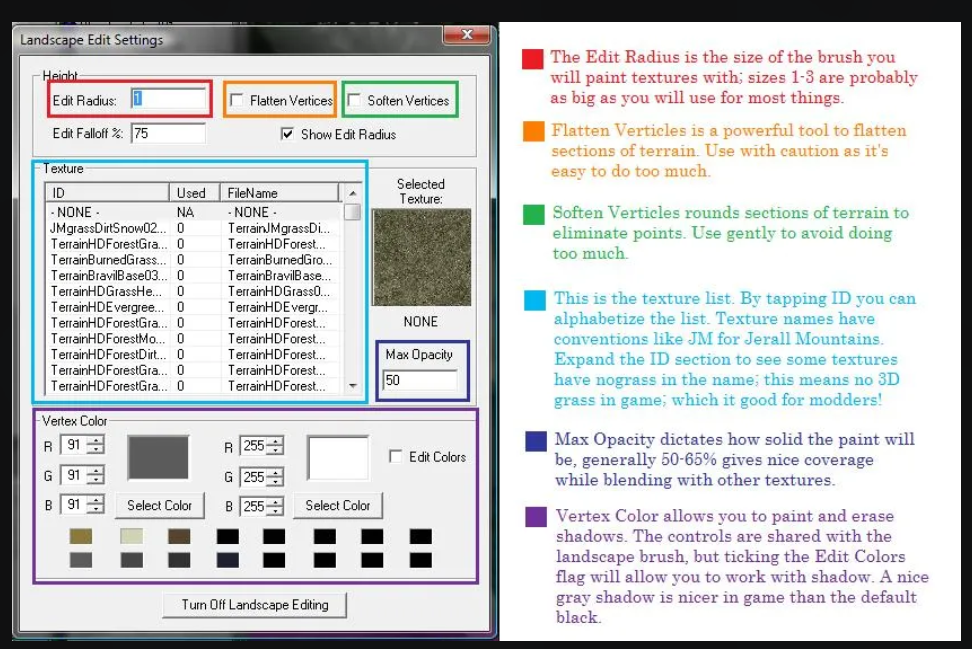 Landscape Edit Settings
Height
Edit Radius: 1
Flatten Vertices
Soften Vertices
Edit Falloff %: 75
Show Edit Radius
Texture
ID Used FileName
- NONE - NA - NONE -
JMgrassDirtSnow02... 0 TerrainJMgrassDi...
TerrainHDForestGra... 0 TerrainHDForest...
TerrainBurnedGrass... 0 TerrainBurnedGro...
TerrainBravilBase03... 0 TerrainBravilBase...
TerrainHDGrassHe... 0 TerrainHDGrass0...
TerrainHDEvergree... 0 TerrainHDEvergr...
TerrainHDForestGra... 0 TerrainHDForest...
TerrainHDForestMo... 0 TerrainHDForest...
TerrainHDForestDirt... 0 TerrainHDForest...
TerrainHDForestGra... 0 TerrainHDForest...
TerrainHDForestGra... 0 TerrainHDForest...
Selected
Texture:
NONE
Max Opacity
50
Vertex Color
R 91
G 91
B 91
Select Color
R 255
G 255
B 255
Select Color
Edit Colors
Turn Off Landscape Editing
The Edit Radius is the size of the brush you
will paint textures with; sizes 1-3 are probably
as big as you will use for most things.
Flatten Verticles is a powerful tool to flatten
sections of terrain. Use with caution as it's
easy to do too much.
Soften Verticles rounds sections of terrain to
eliminate points. Use gently to avoid doing
too much.
This is the texture list. By tapping ID you can
alphabetize the list. Texture names have
conventions like JM for Jerall Mountains.
Expand the ID section to see some textures
have nograss in the name; this means no 3D
grass in game; which it good for modders!
Max Opacity dictates how solid the paint will
be, generally 50-65% gives nice coverage
while blending with other textures.
Vertex Color allows you to paint and erase
shadows. The controls are shared with the
landscape brush, but ticking the Edit Colors
flag will allow you to work with shadow. A nice
gray shadow is nicer in game than the default
black.